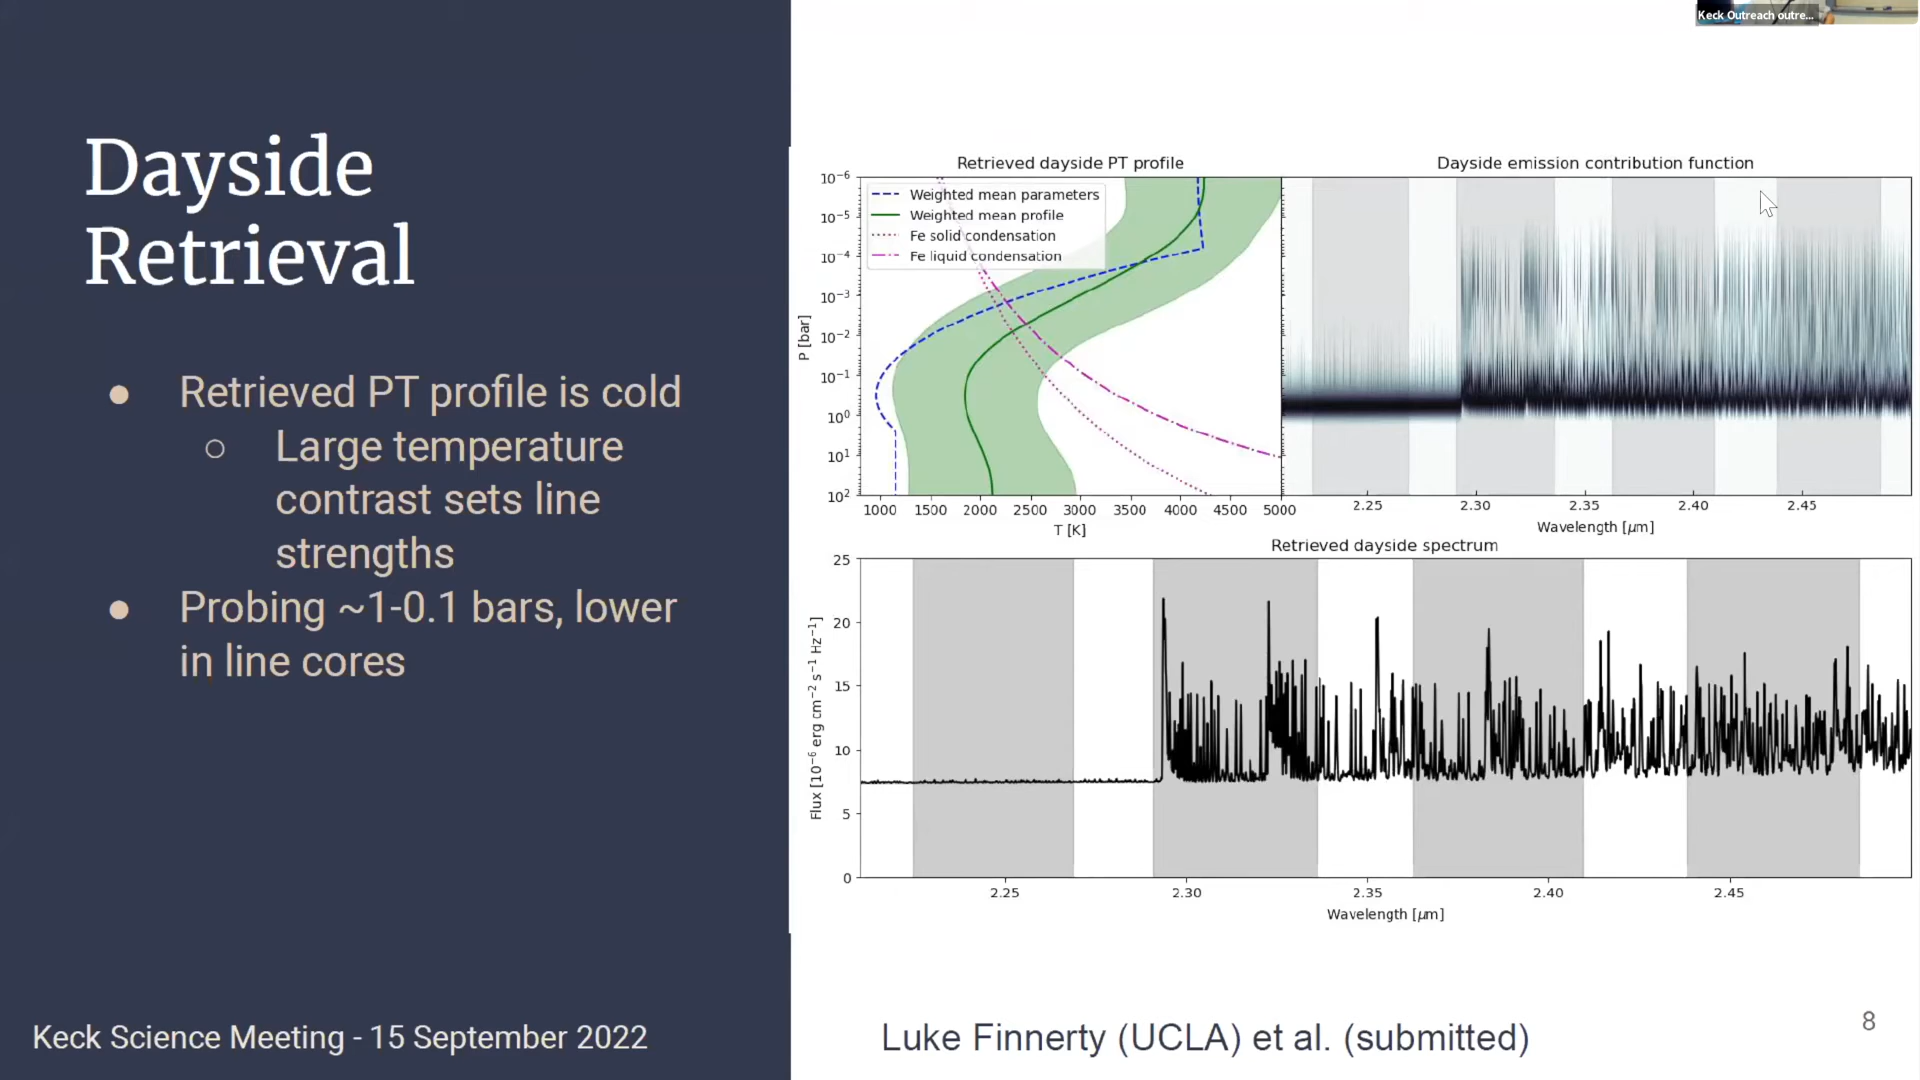 Keck Outreach outre...
Dayside
Retrieval
● Retrieved PT profile is cold
○ Large temperature
contrast sets line
strengths
● Probing ~1-0.1 bars, lower
in line cores
Keck Science Meeting - 15 September 2022
Retrieved dayside PT profile
Weighted mean parameters
Weighted mean profile
Fe solid condensation
Fe liquid condensation
P [bar]
10⁻⁶
10⁻⁵
10⁻⁴
10⁻³
10⁻²
10⁻¹
10⁰
10¹
10²
1000 1500 2000 2500 3000 3500 4000 4500 5000
T [K]
Dayside emission contribution function
2.25 2.30 2.35 2.40 2.45
Wavelength [μm]
Retrieved dayside spectrum
Flux [10⁻⁶ erg cm⁻² s⁻¹ Hz⁻¹]
25
20
15
10
5
0
2.25 2.30 2.35 2.40 2.45
Wavelength [μm]
Luke Finnerty (UCLA) et al. (submitted)
8